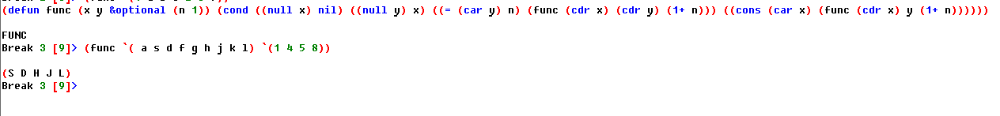 (defun func (x y &optional (n 1)) (cond ((null x) nil) ((null y) x) ((= (car y) n) (func (cdr x) (cdr y) (1+ n))) ((cons (car x) (func (cdr x) y (1+ n))))))
FUNC
Break 3 [9]> (func `( a s d f g h j k l) `(1 4 5 8))
(S D H J L)
Break 3 [9]>